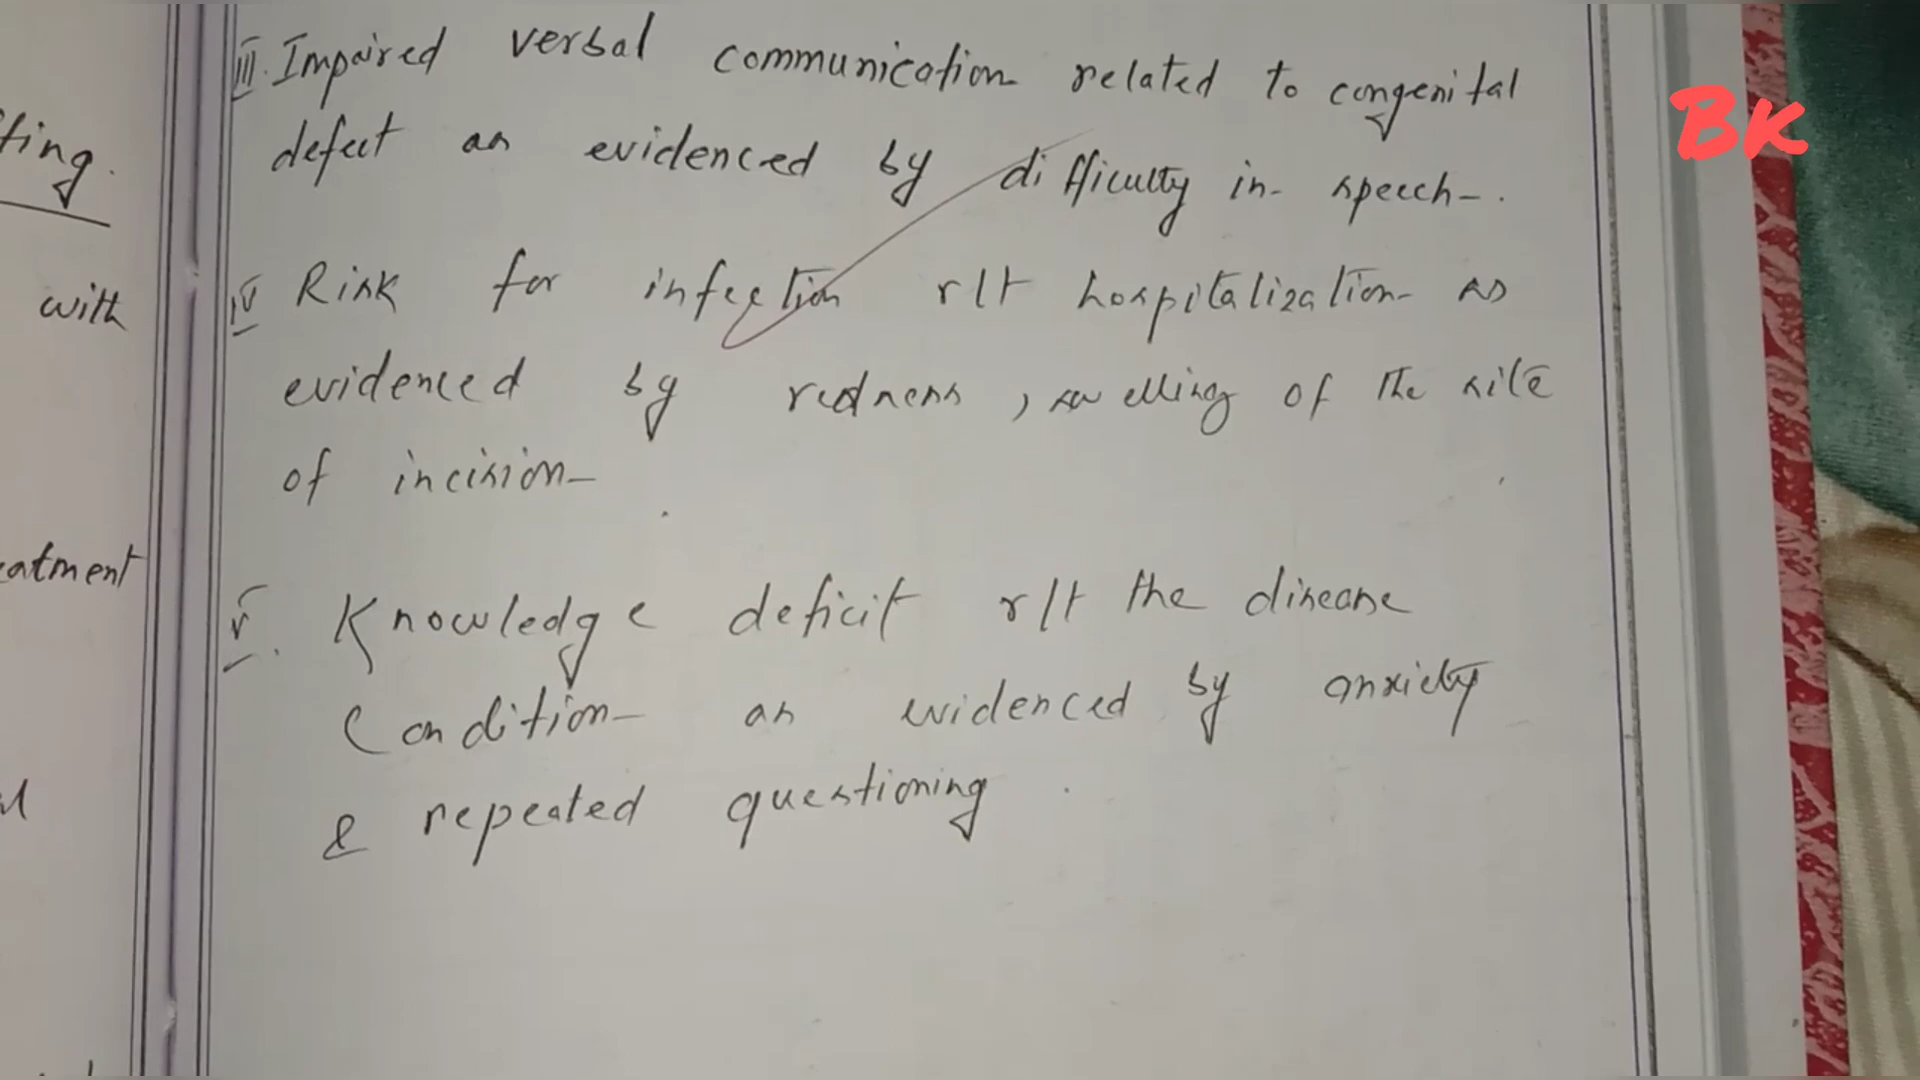 ting.
with
eatment
III. Impaired verbal communication related to congenital
defect as evidenced by difficulty in speech.
IV Risk for infection r/t hospitalization as
evidenced by redness, swelling of the site
of incision
V. Knowledge deficit r/t the disease
Condition as evidenced by anxiety
& repeated questioning.
BK